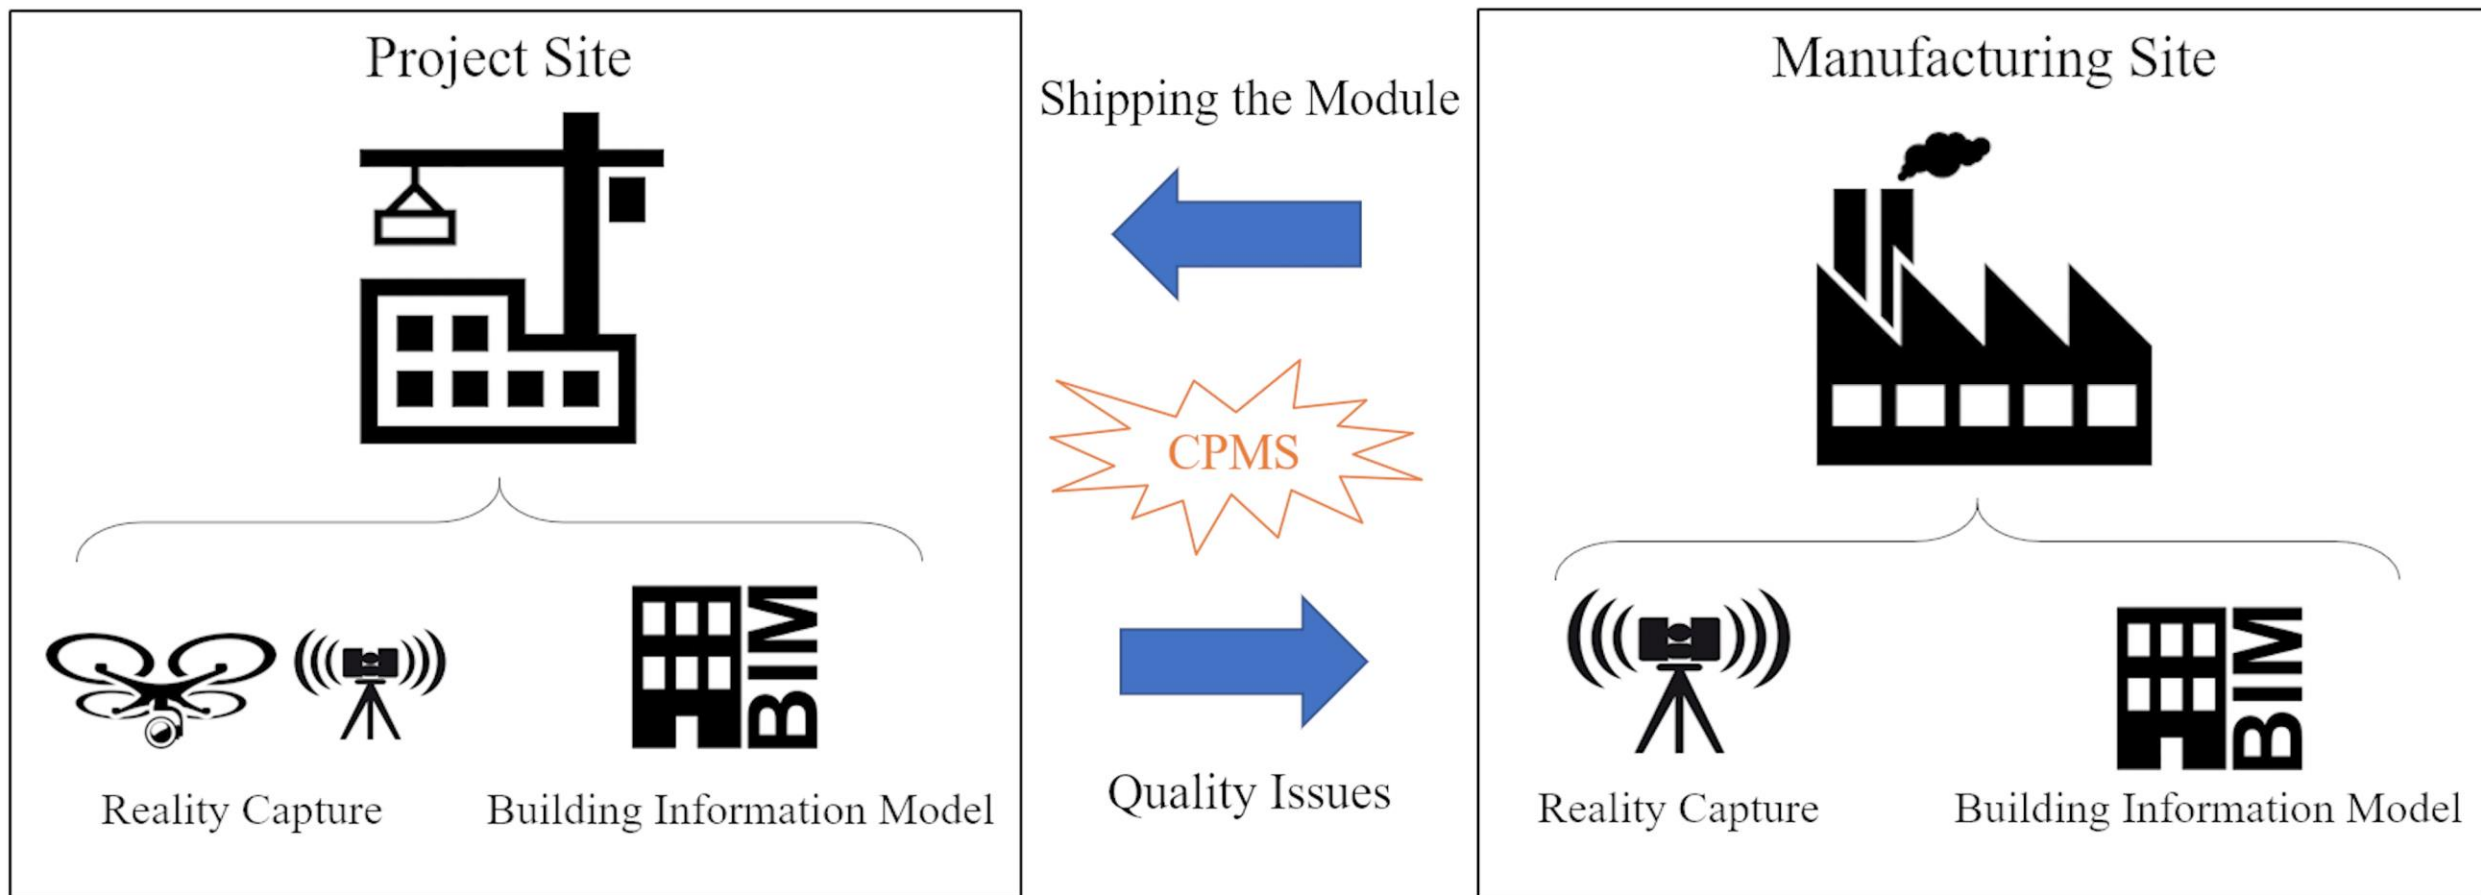 Project Site
BIM
Reality Capture
Building Information Model
Shipping the Module
CPMS
Quality Issues
Manufacturing Site
BIM
Reality Capture
Building Information Model